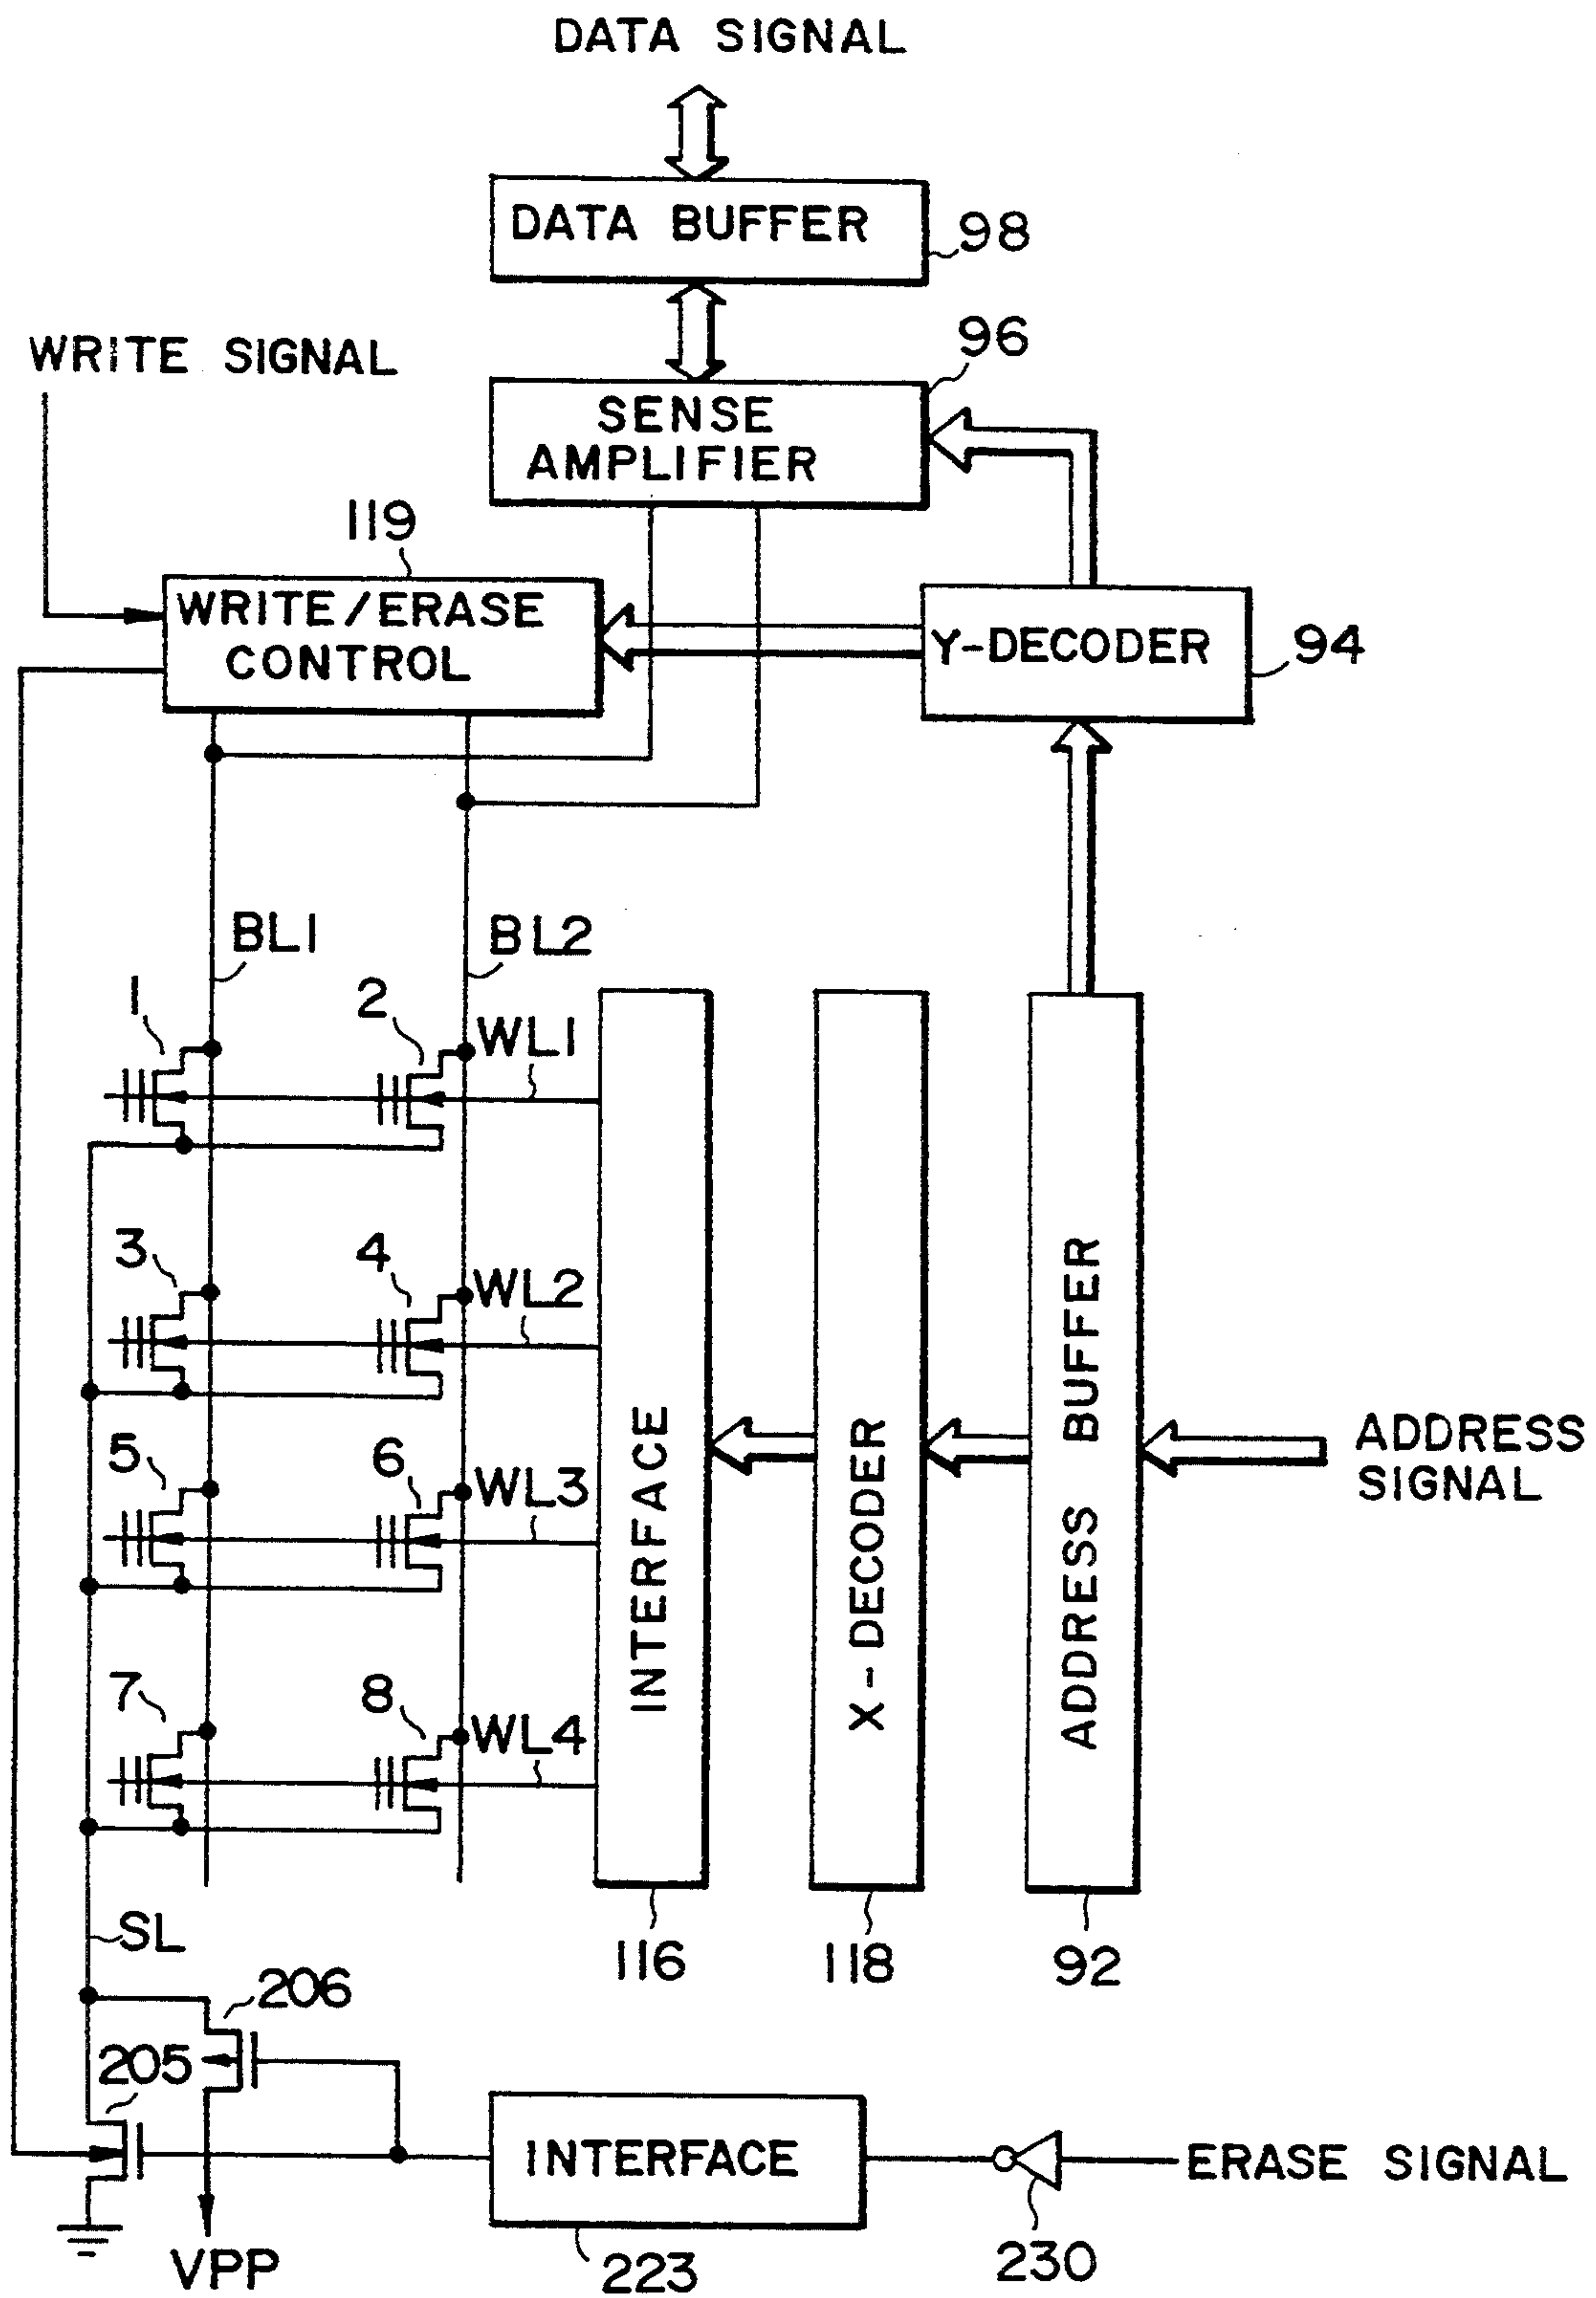 DATA SIGNAL
DATA BUFFER
98
WRITE SIGNAL
96
SENSE
AMPLIFIER
119
WRITE/ERASE
CONTROL
Y-DECODER
94
BL1
BL2
1
2
WL1
3
4
WL2
5
6
WL3
7
8
WL4
INTERFACE
X-DECODER
ADDRESS BUFFER
ADDRESS
SIGNAL
SL
116
118
92
206
205
INTERFACE
ERASE SIGNAL
VPP
223
230